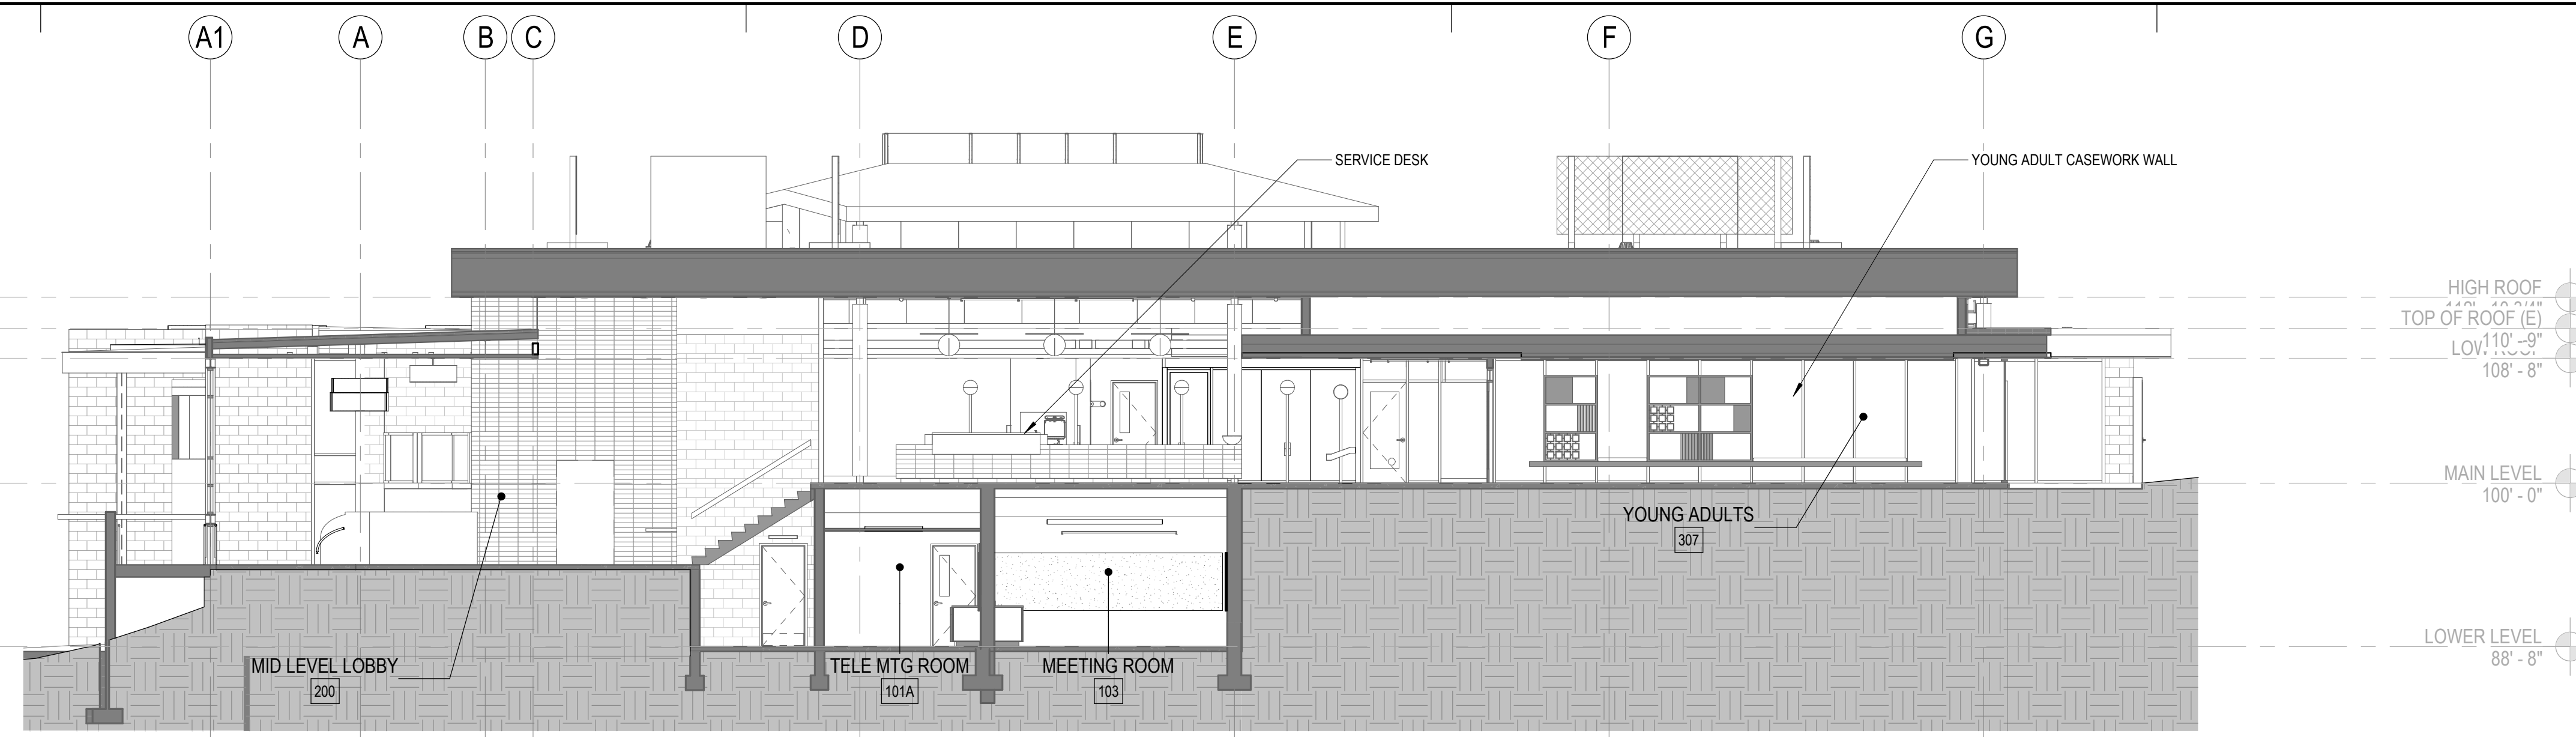 A1
A
B
C
D
E
F
G
SERVICE DESK
YOUNG ADULT CASEWORK WALL
HIGH ROOF
TOP OF ROOF (E)
110' - 9"
LOW
108' - 8"
MAIN LEVEL
100' - 0"
YOUNG ADULTS
307
LOWER LEVEL
88' - 8"
MID LEVEL LOBBY
200
TELE MTG ROOM
101A
MEETING ROOM
103